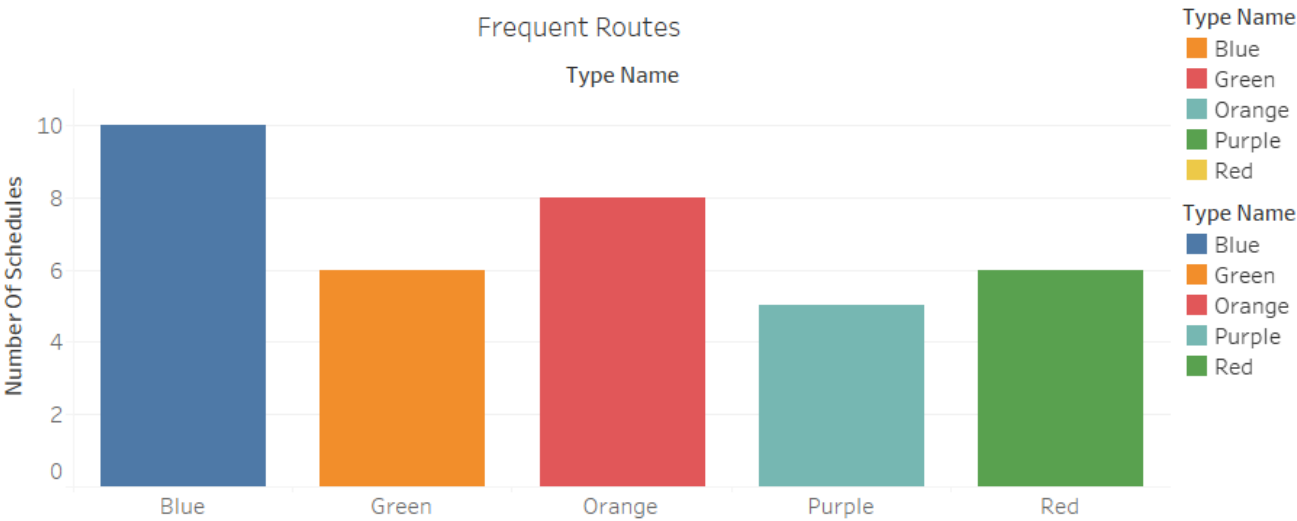 Frequent Routes
Type Name
Number Of Schedules
10
8
6
4
2
0
Blue
Green
Orange
Purple
Red
Type Name
Blue
Green
Orange
Purple
Red
Type Name
Blue
Green
Orange
Purple
Red